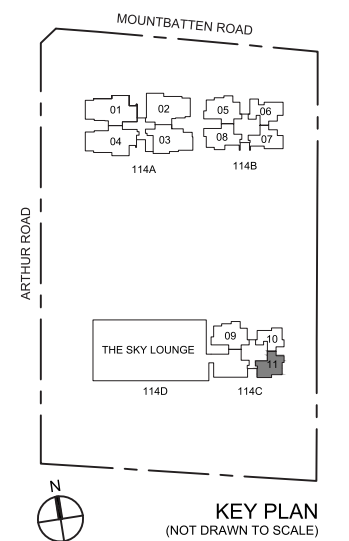 MOUNTBATTEN ROAD
ARTHUR ROAD
01 02 05 06
04 03 08 07
114A 114B
THE SKY LOUNGE 09 10
11
114D 114C
N
KEY PLAN
(NOT DRAWN TO SCALE)